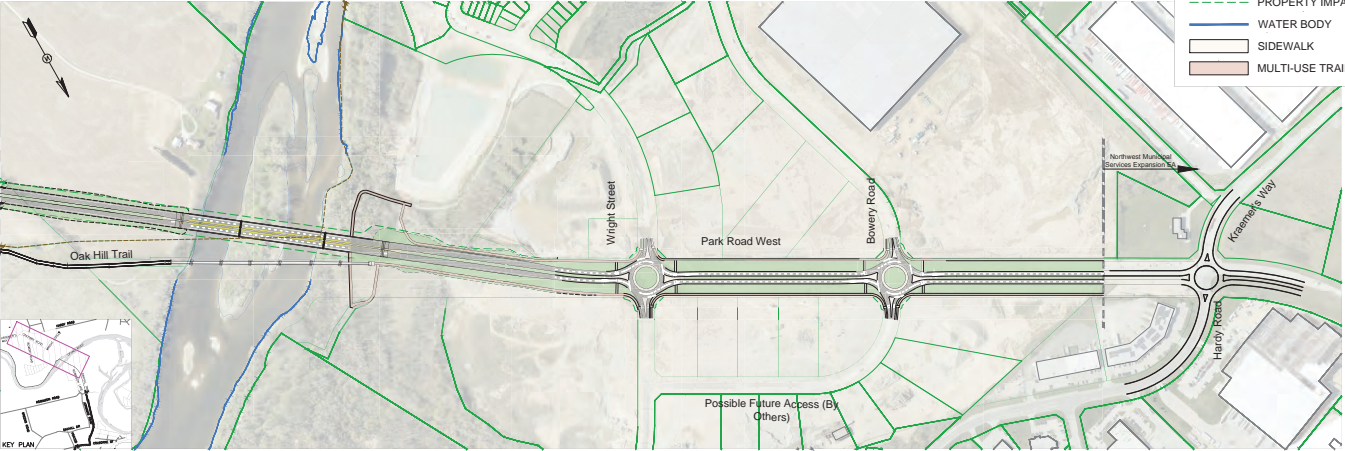 PROPERTY IMPA
WATER BODY
SIDEWALK
MULTI-USE TRAI
Northwest Municipal
Services Expansion EA
Kraemer's Way
Wright Street
Bowery Road
Park Road West
Oak Hill Trail
Hardy Road
Possible Future Access (By
Others)
KEY PLAN